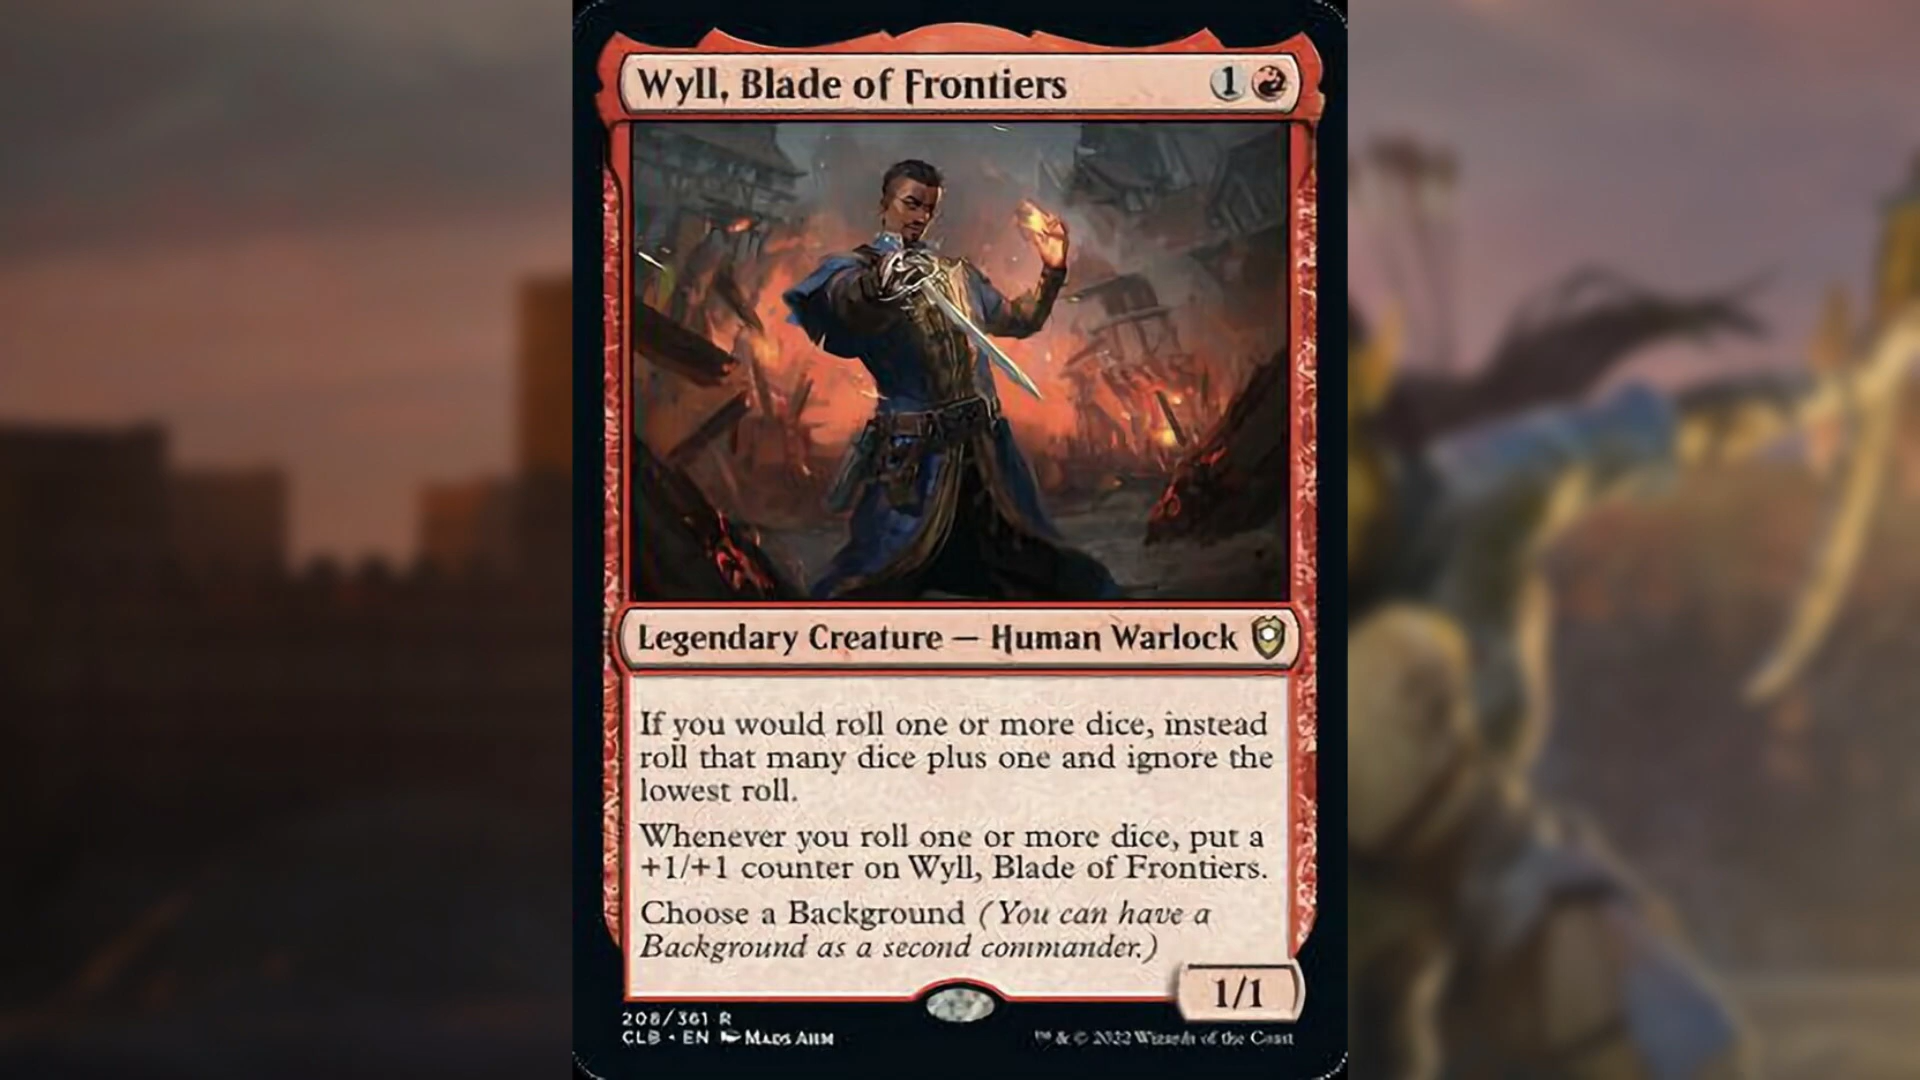 Wyll, Blade of Frontiers 1
Legendary Creature — Human Warlock
If you would roll one or more dice, instead
roll that many dice plus one and ignore the
lowest roll.
Whenever you roll one or more dice, put a
+1/+1 counter on Wyll, Blade of Frontiers.
Choose a Background (You can have a
Background as a second commander.)
1/1
208/361 R
CLB • EN Mads Ahm
™ & © 2022 Wizards of the Coast